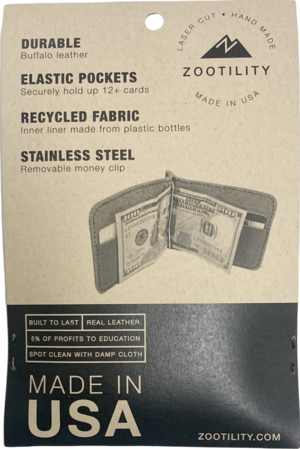 LASER CUT • HAND MADE
ZOOTILITY
MADE IN USA
DURABLE
Buffalo leather
ELASTIC POCKETS
Securely hold up 12+ cards
RECYCLED FABRIC
Inner liner made from plastic bottles
STAINLESS STEEL
Removable money clip
100
BUILT TO LAST
REAL LEATHER
5% OF PROFITS TO EDUCATION
SPOT CLEAN WITH DAMP CLOTH
MADE IN
USA
ZOOTILITY.COM